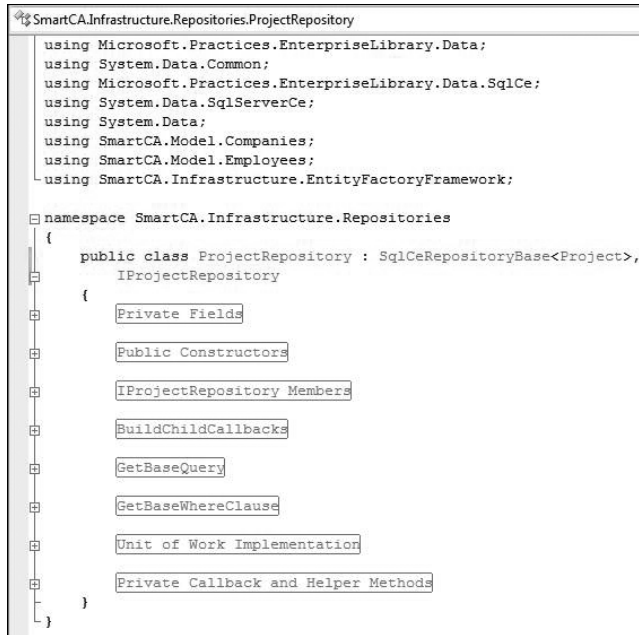 SmartCA.Infrastructure.Repositories.ProjectRepository
using Microsoft.Practices.EnterpriseLibrary.Data;
using System.Data.Common;
using Microsoft.Practices.EnterpriseLibrary.Data.SqlCe;
using System.Data.SqlServerCe;
using System.Data;
using SmartCA.Model.Companies;
using SmartCA.Model.Employees;
using SmartCA.Infrastructure.EntityFactoryFramework;
namespace SmartCA.Infrastructure.Repositories
{
public class ProjectRepository : SqlCeRepositoryBase<Project>,
IProjectRepository
{
Private Fields
Public Constructors
IProjectRepository Members
BuildChildCallbacks
GetBaseQuery
GetBaseWhereClause
Unit of Work Implementation
Private Callback and Helper Methods
}
}